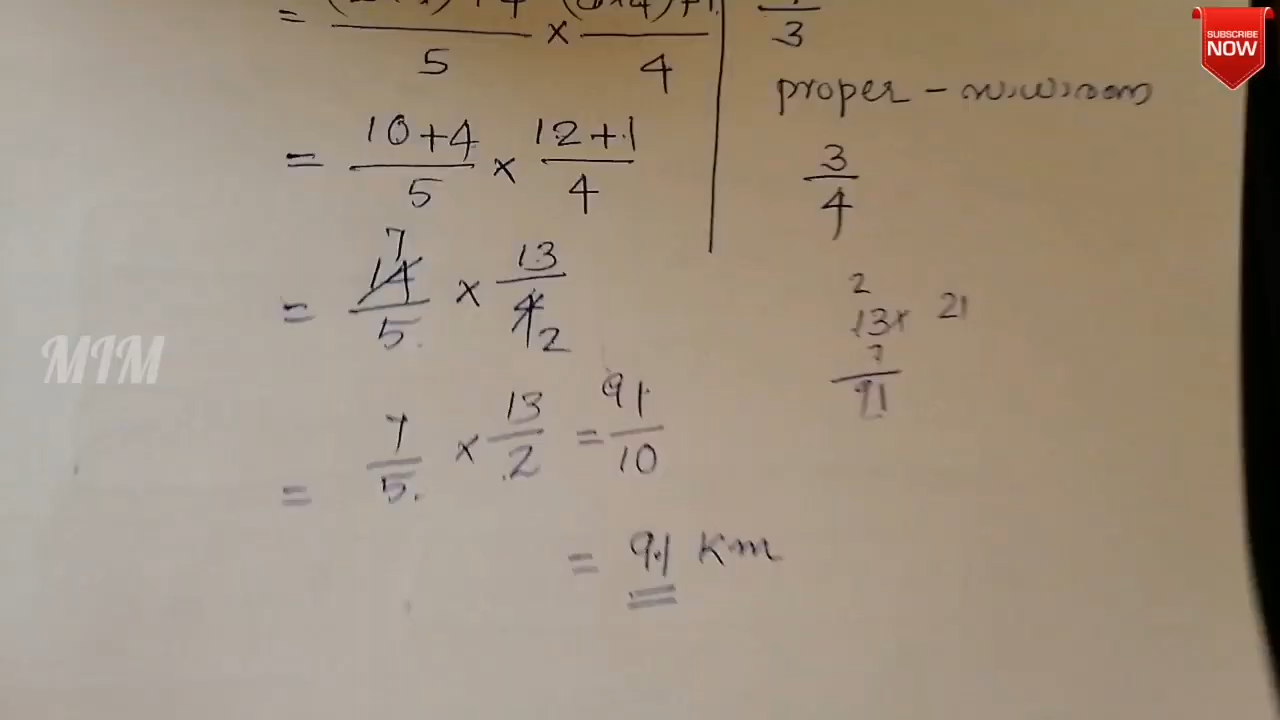 = 5 × 4
3
proper - സാധാരണ
3/4
= 10+4/5 × 12+1/4
= 14/5 × 13/4
7
2
2
13× 21
7
91
= 7/5 × 13/2 = 91/10
= 9.1 km
MIM
SUBSCRIBE
NOW